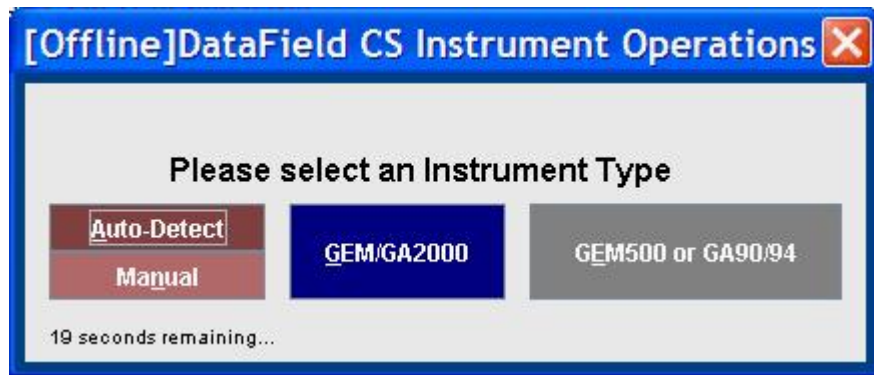 [Offline]DataField CS Instrument Operations
Please select an Instrument Type
Auto-Detect
Manual
GEM/GA2000
GEM500 or GA90/94
19 seconds remaining...